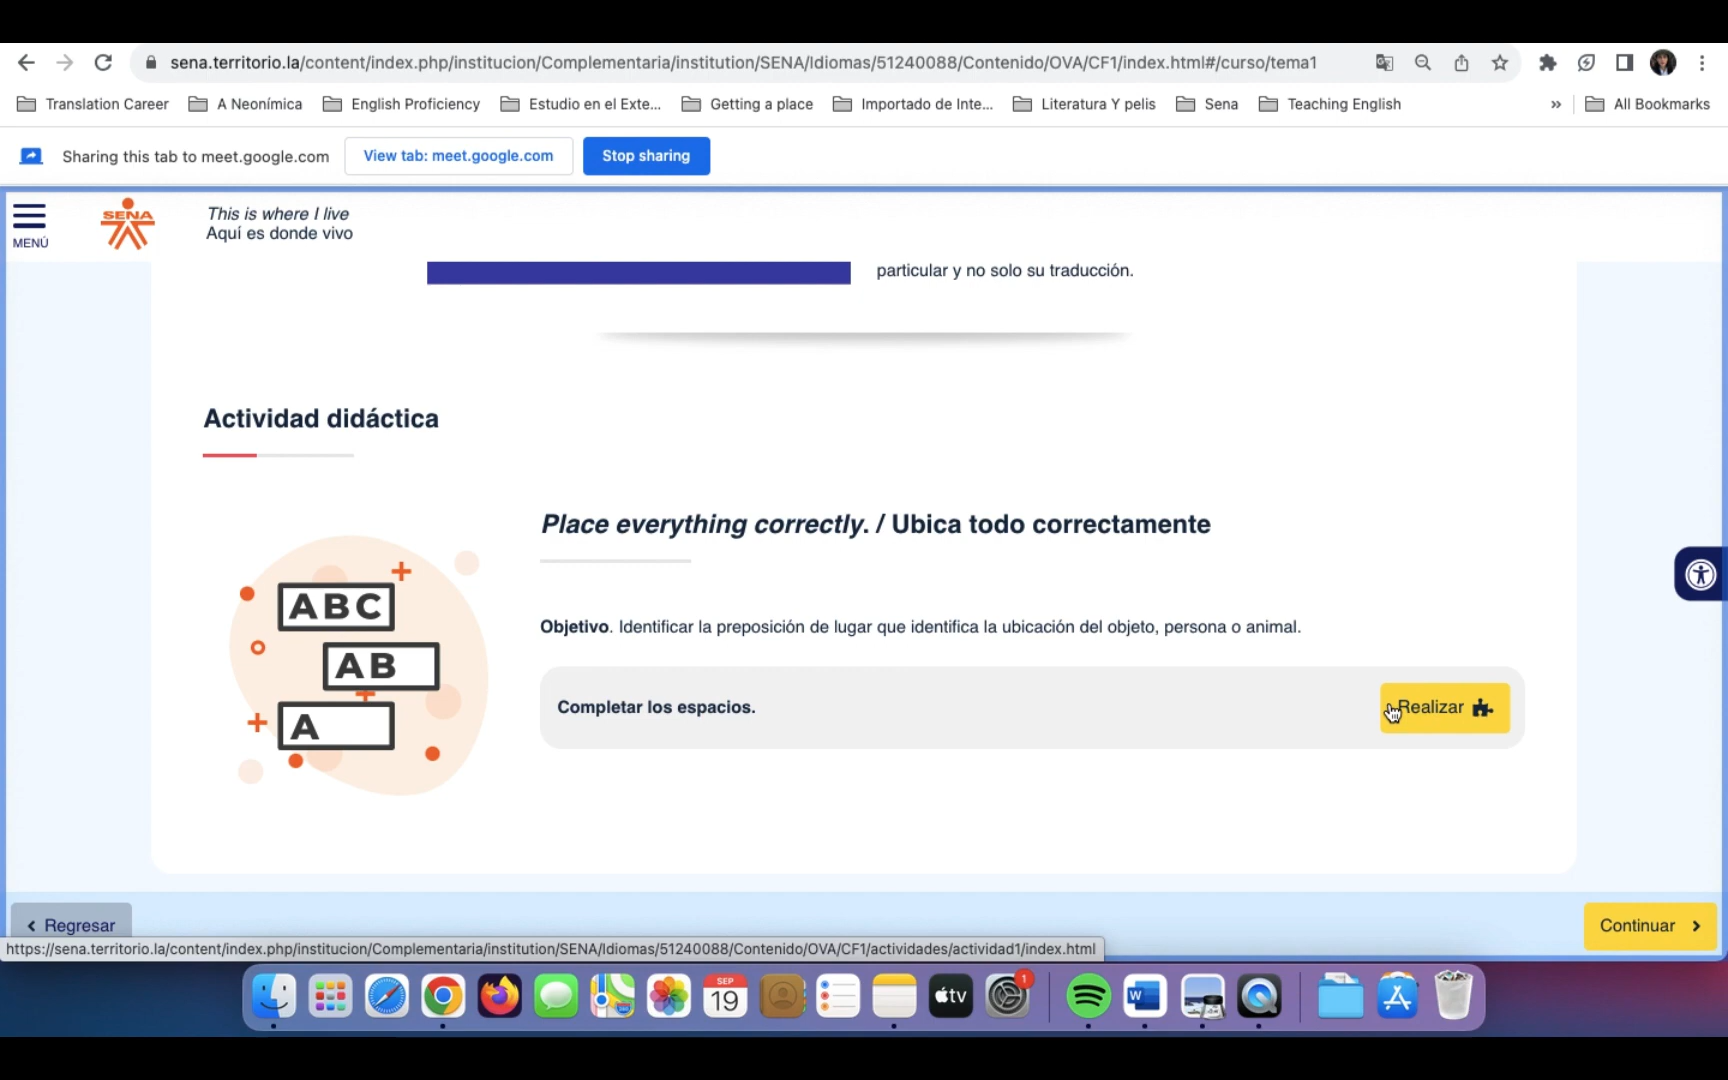 sena.territorio.la/content/index.php/institucion/Complementaria/institution/SENA/Idiomas/51240088/Contenido/OVA/CF1/index.html#/curso/tema1
Translation Career A Neonímica English Proficiency Estudio en el Exte... Getting a place Importado de Inte... Literatura Y pelis Sena Teaching English » All Bookmarks
Sharing this tab to meet.google.com View tab: meet.google.com Stop sharing
MENÚ
SENA
This is where I live
Aquí es donde vivo
particular y no solo su traducción.
Actividad didáctica
Place everything correctly. / Ubica todo correctamente
ABC
AB
A
Objetivo. Identificar la preposición de lugar que identifica la ubicación del objeto, persona o animal.
Completar los espacios. Realizar
Regresar Continuar
https://sena.territorio.la/content/index.php/institucion/Complementaria/institution/SENA/Idiomas/51240088/Contenido/OVA/CF1/actividades/actividad1/index.html
SEP
19
tv
1
W